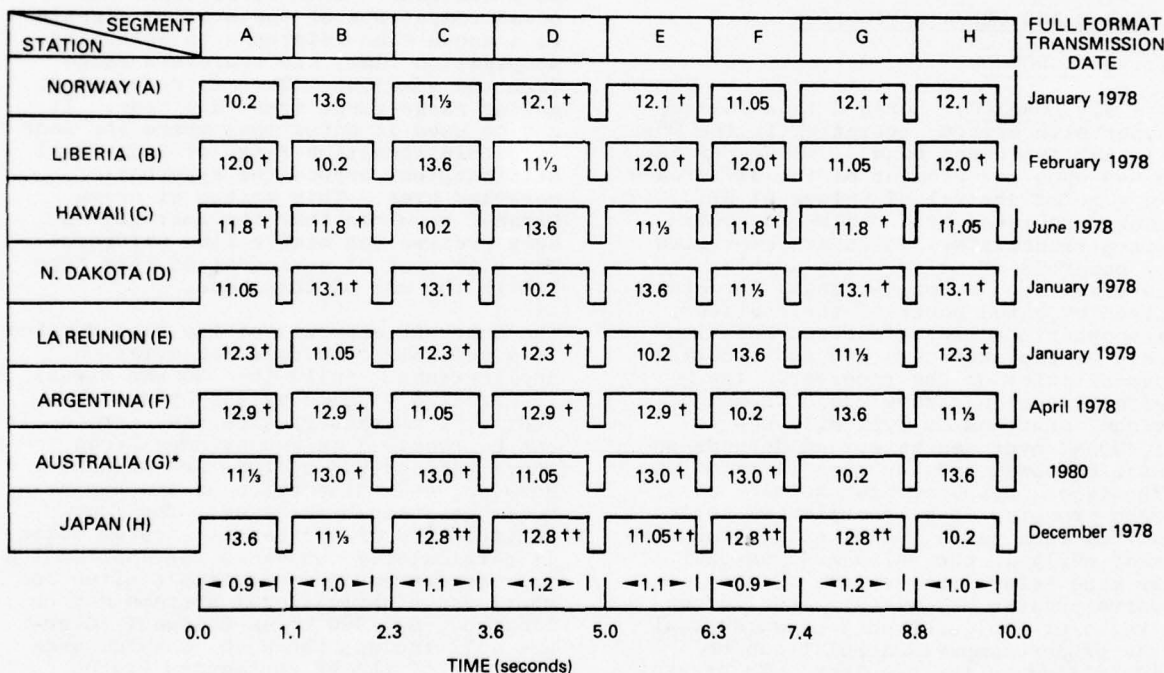 SEGMENT A B C D E F G H FULL FORMAT
STATION TRANSMISSION
DATE
NORWAY (A) 10.2 13.6 11⅓ 12.1 † 12.1 † 11.05 12.1 † 12.1 † January 1978
LIBERIA (B) 12.0 † 10.2 13.6 11⅓ 12.0 † 12.0 † 11.05 12.0 † February 1978
HAWAII (C) 11.8 † 11.8 † 10.2 13.6 11⅓ 11.8 † 11.8 † 11.05 June 1978
N. DAKOTA (D) 11.05 13.1 † 13.1 † 10.2 13.6 11⅓ 13.1 † 13.1 † January 1978
LA REUNION (E) 12.3 † 11.05 12.3 † 12.3 † 10.2 13.6 11⅓ 12.3 † January 1979
ARGENTINA (F) 12.9 † 12.9 † 11.05 12.9 † 12.9 † 10.2 13.6 11⅓ April 1978
AUSTRALIA (G)* 11⅓ 13.0 † 13.0 † 11.05 13.0 † 13.0 † 10.2 13.6 1980
JAPAN (H) 13.6 11⅓ 12.8 †† 12.8 †† 11.05 †† 12.8 †† 12.8 †† 10.2 December 1978
0.9 1.0 1.1 1.2 1.1 0.9 1.2 1.0
0.0 1.1 2.3 3.6 5.0 6.3 7.4 8.8 10.0
TIME (seconds)